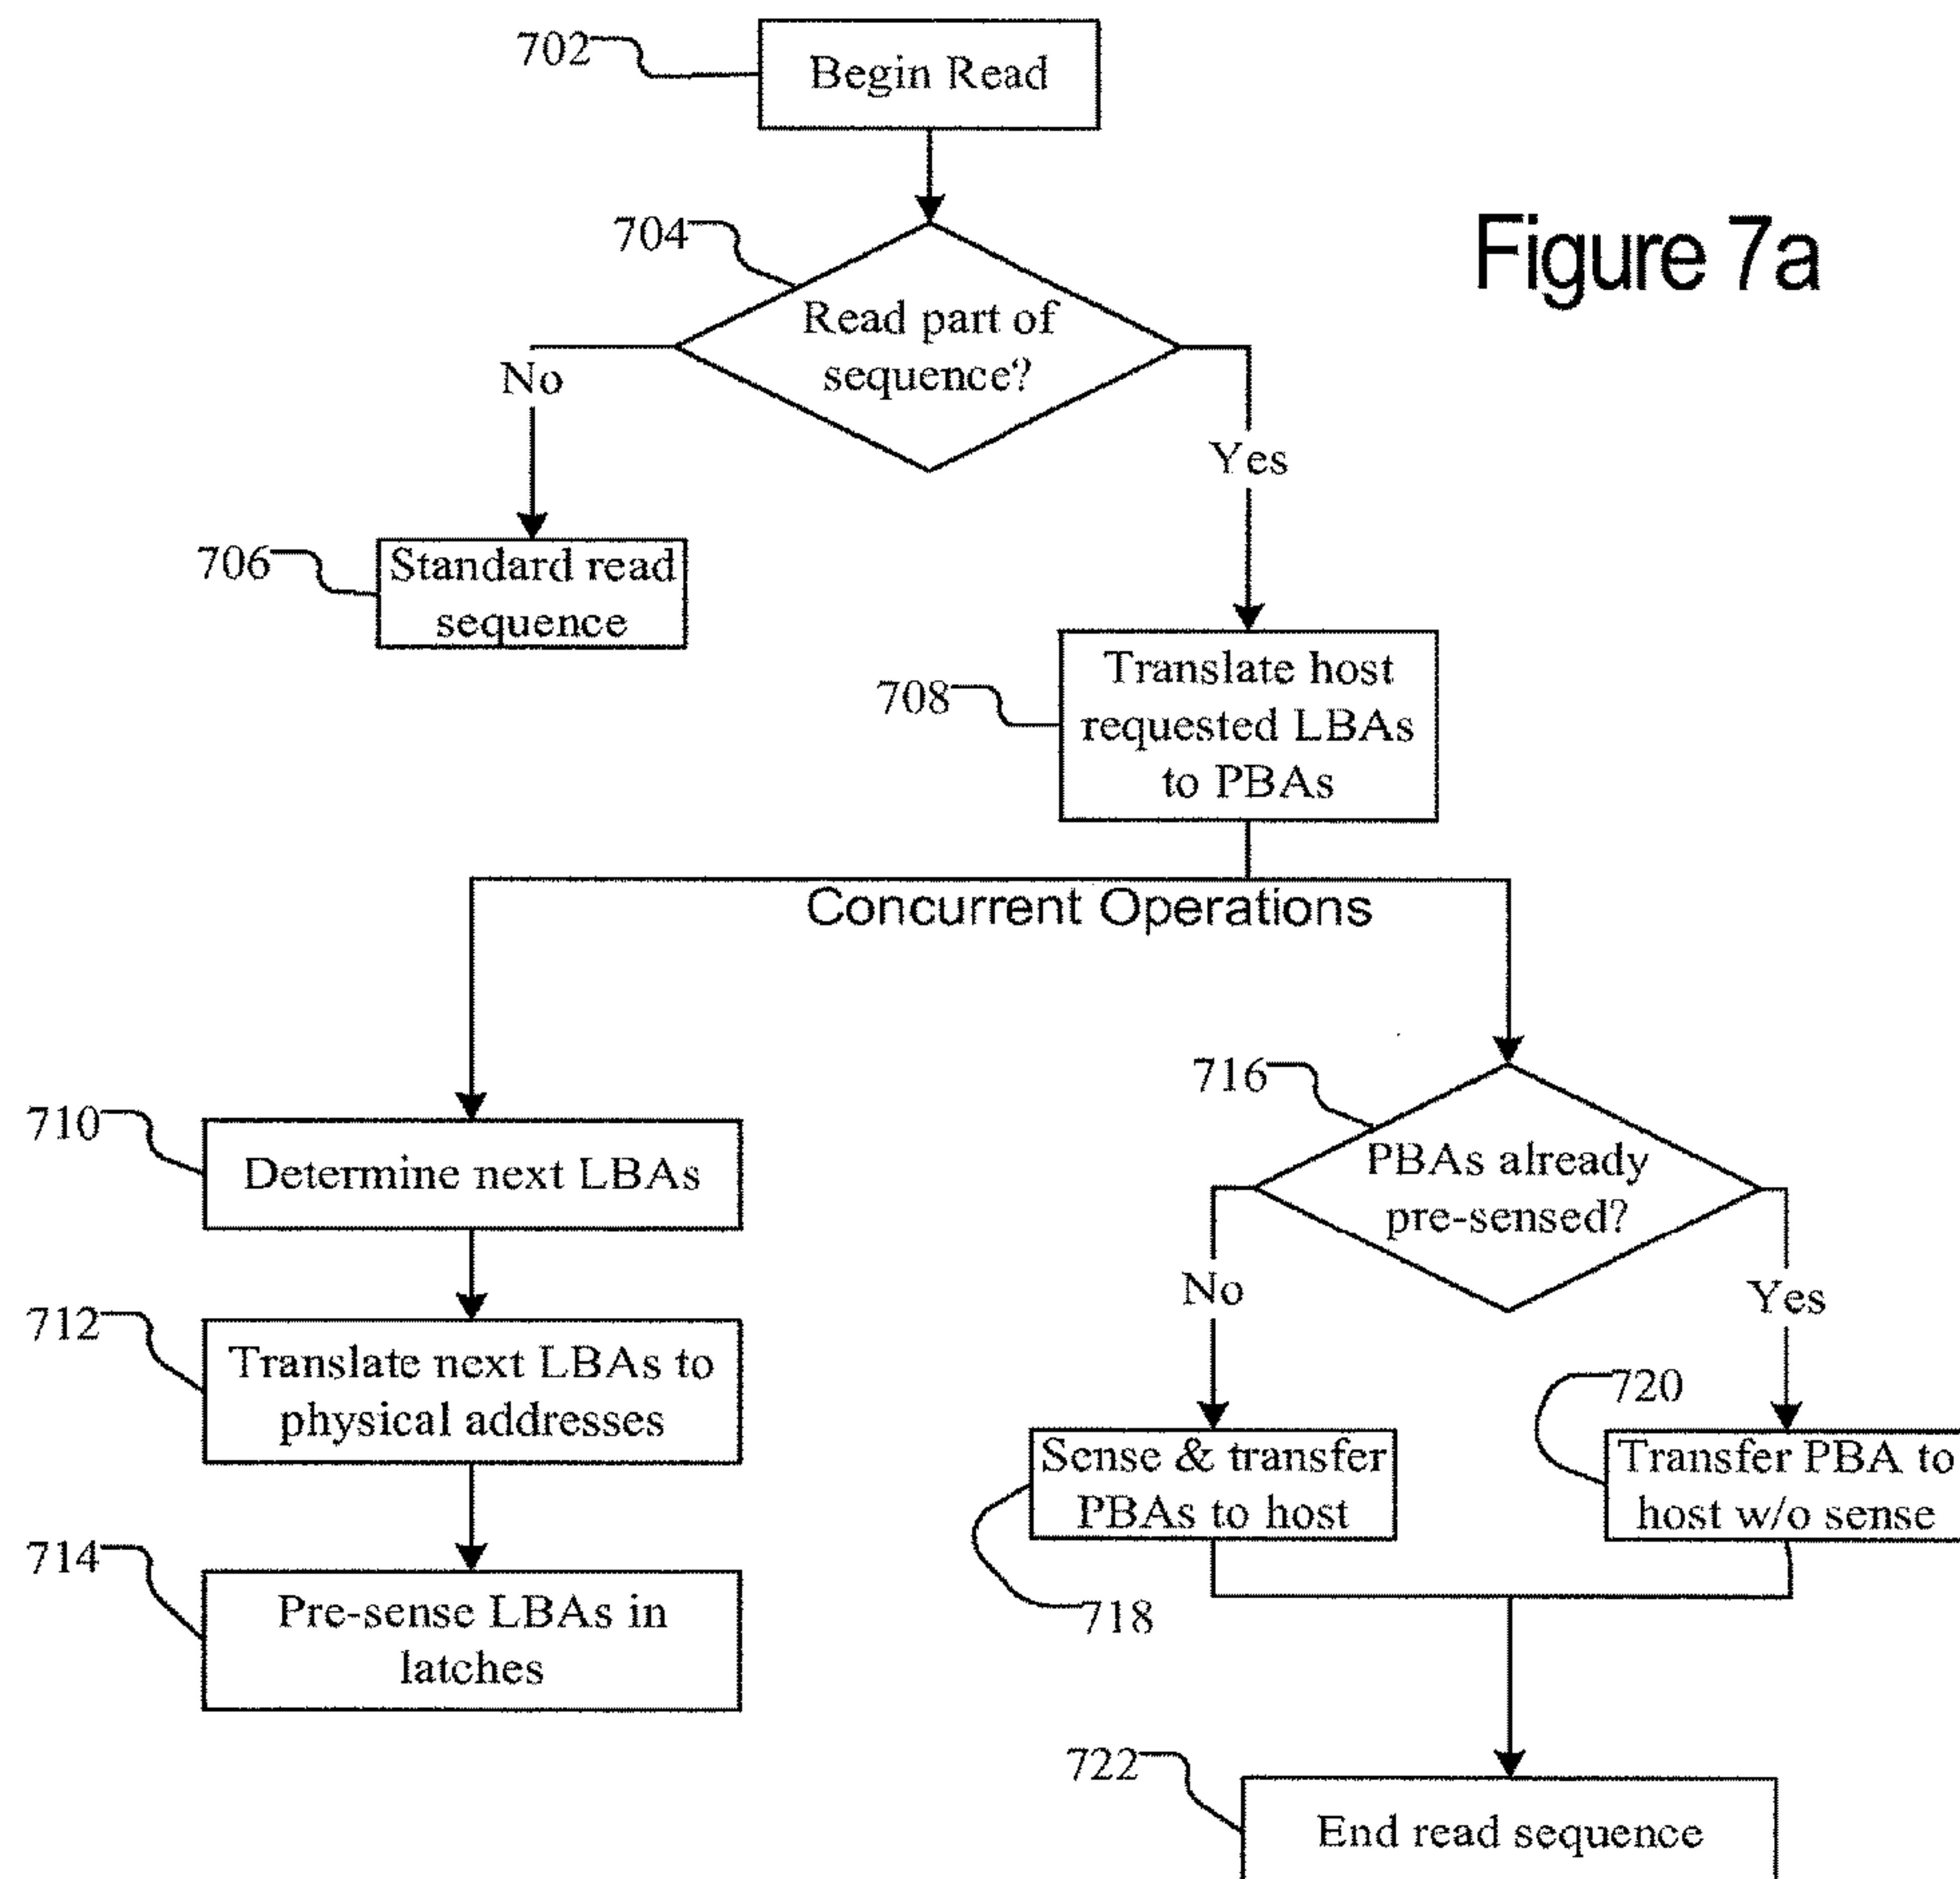 702
Begin Read
Figure 7a
704
Read part of
sequence?
No
Yes
706
Standard read
sequence
708
Translate host
requested LBAs
to PBAs
Concurrent Operations
710
Determine next LBAs
712
Translate next LBAs to
physical addresses
714
Pre-sense LBAs in
latches
716
PBAs already
pre-sensed?
No
Yes
718
Sense & transfer
PBAs to host
720
Transfer PBA to
host w/o sense
722
End read sequence